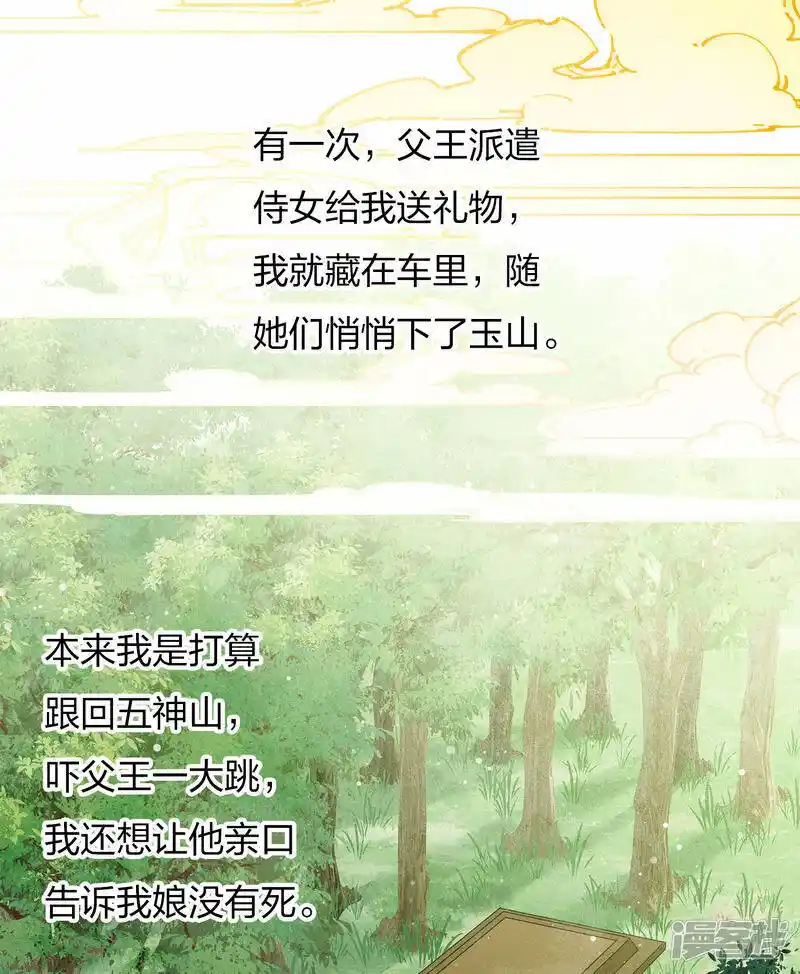 有一次，父王派遣
侍女给我送礼物，
我就藏在车里，随
她们悄悄下了玉山。
本来我是打算
跟回五神山，
吓父王一大跳，
我还想让他亲口
告诉我娘没有死。
漫客栈